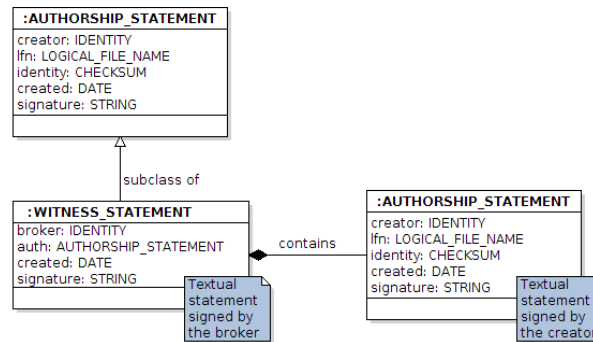 :AUTHORSHIP_STATEMENT
creator: IDENTITY
lfn: LOGICAL_FILE_NAME
identity: CHECKSUM
created: DATE
signature: STRING
subclass of
:WITNESS_STATEMENT
broker: IDENTITY
auth: AUTHORSHIP_STATEMENT
created: DATE
signature: STRING
Textual
statement
signed by
the broker
contains
:AUTHORSHIP_STATEMENT
creator: IDENTITY
lfn: LOGICAL_FILE_NAME
identity: CHECKSUM
created: DATE
signature: STRING
Textual
statement
signed by
the creator